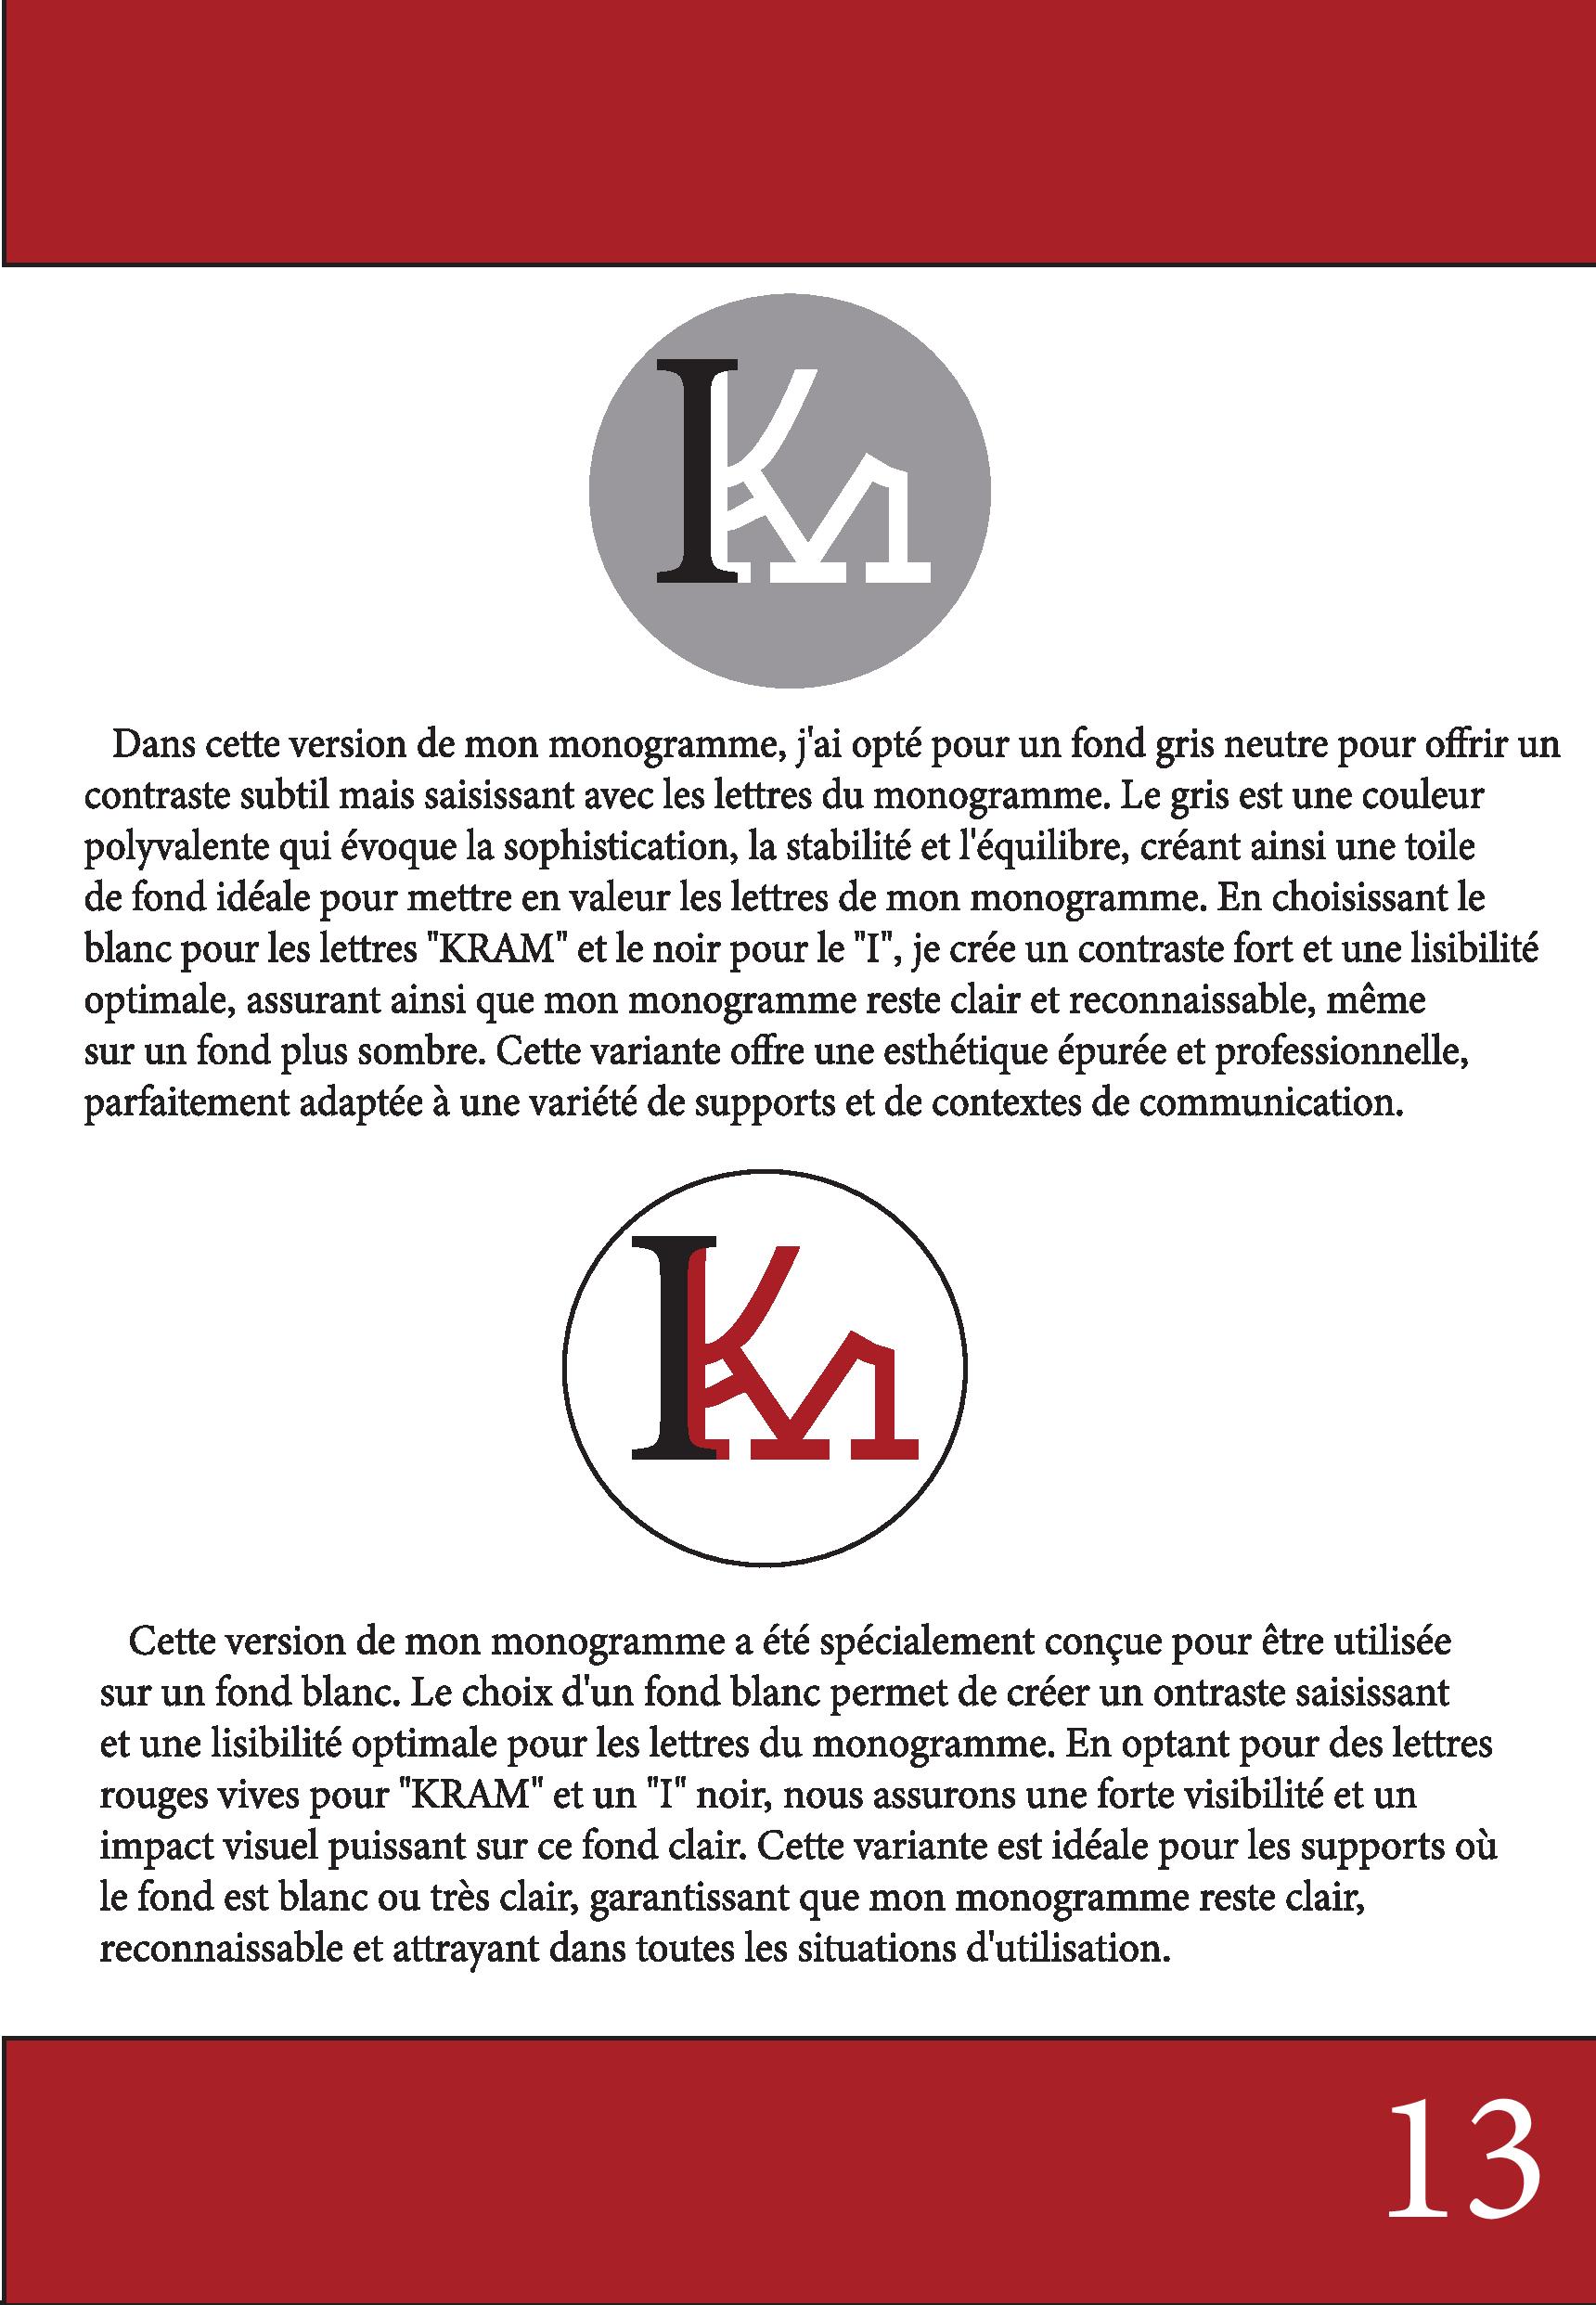 IKM
Dans cette version de mon monogramme, j'ai opté pour un fond gris neutre pour offrir un
contraste subtil mais saisissant avec les lettres du monogramme. Le gris est une couleur
polyvalente qui évoque la sophistication, la stabilité et l'équilibre, créant ainsi une toile
de fond idéale pour mettre en valeur les lettres de mon monogramme. En choisissant le
blanc pour les lettres "KRAM" et le noir pour le "I", je crée un contraste fort et une lisibilité
optimale, assurant ainsi que mon monogramme reste clair et reconnaissable, même
sur un fond plus sombre. Cette variante offre une esthétique épurée et professionnelle,
parfaitement adaptée à une variété de supports et de contextes de communication.
IKM
Cette version de mon monogramme a été spécialement conçue pour être utilisée
sur un fond blanc. Le choix d'un fond blanc permet de créer un ontraste saisissant
et une lisibilité optimale pour les lettres du monogramme. En optant pour des lettres
rouges vives pour "KRAM" et un "I" noir, nous assurons une forte visibilité et un
impact visuel puissant sur ce fond clair. Cette variante est idéale pour les supports où
le fond est blanc ou très clair, garantissant que mon monogramme reste clair,
reconnaissable et attrayant dans toutes les situations d'utilisation.
13